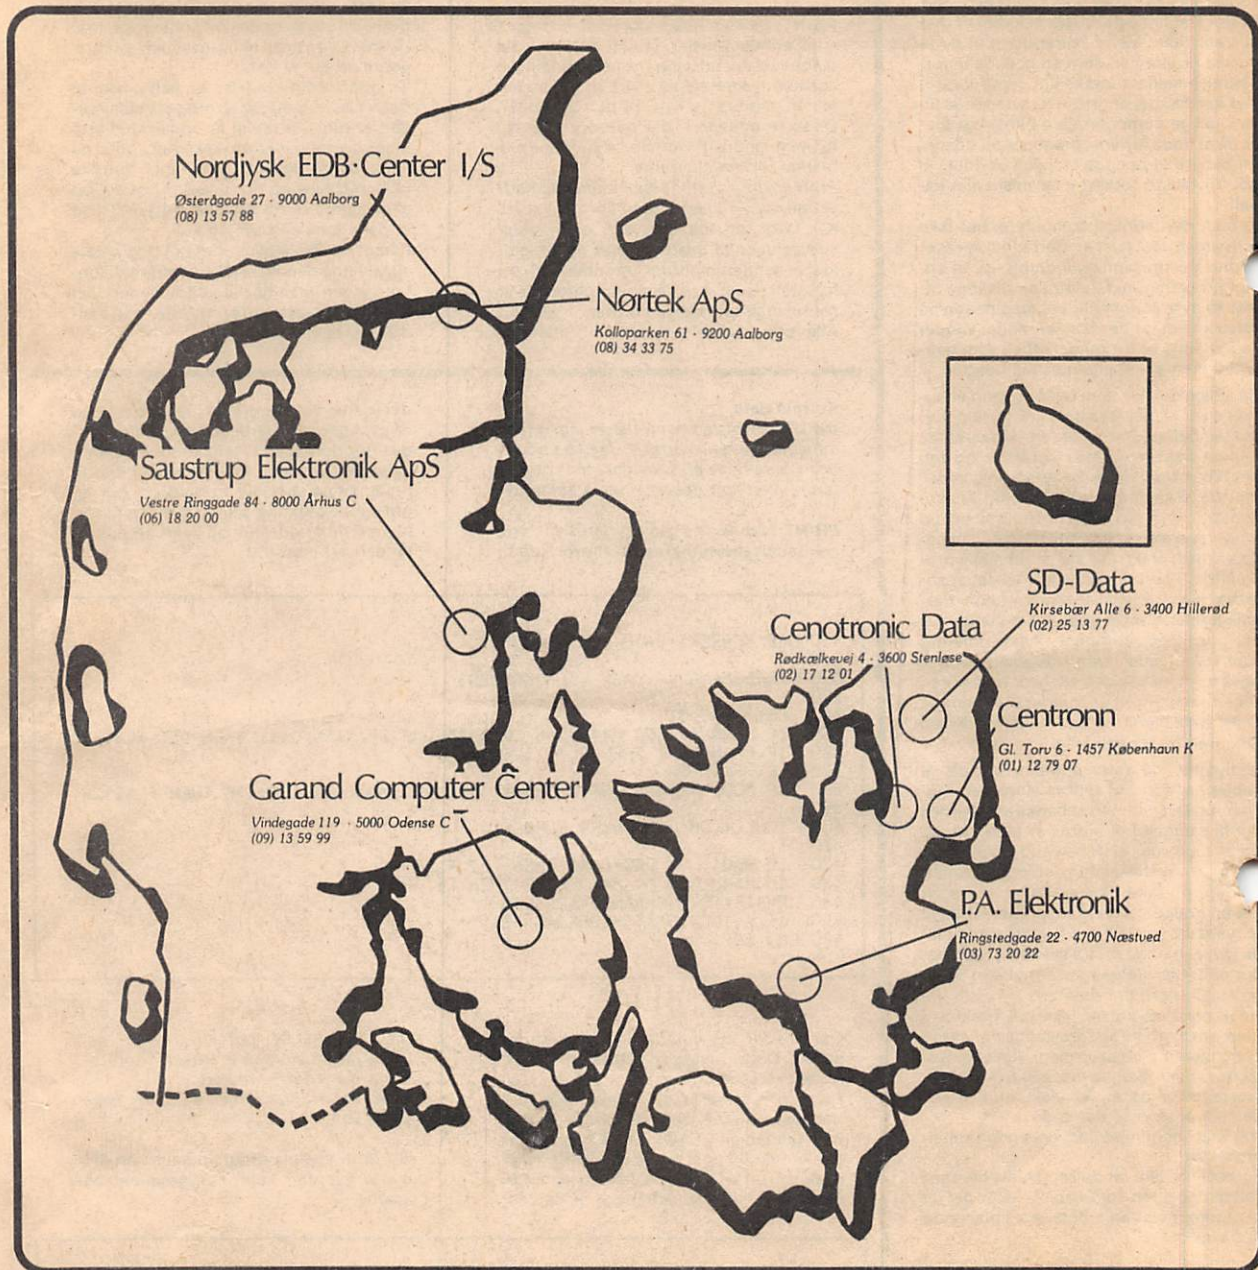 Nordjysk EDB·Center I/S
Østerågade 27 - 9000 Aalborg
(08) 13 57 88
Nørtek ApS
Kolloparken 61 - 9200 Aalborg
(08) 34 33 75
Saustrup Elektronik ApS
Vestre Ringgade 84 - 8000 Århus C
(06) 18 20 00
SD-Data
Kirsebær Alle 6 - 3400 Hillerød
(02) 25 13 77
Cenotronic Data
Rødkælkevej 4 - 3600 Stenløse
(02) 17 12 01
Centronn
Gl. Torv 6 - 1457 København K
(01) 12 79 07
Garand Computer Center
Vindegade 119 - 5000 Odense C
(09) 13 59 99
P.A. Elektronik
Ringstedgade 22 - 4700 Næstved
(03) 73 20 22